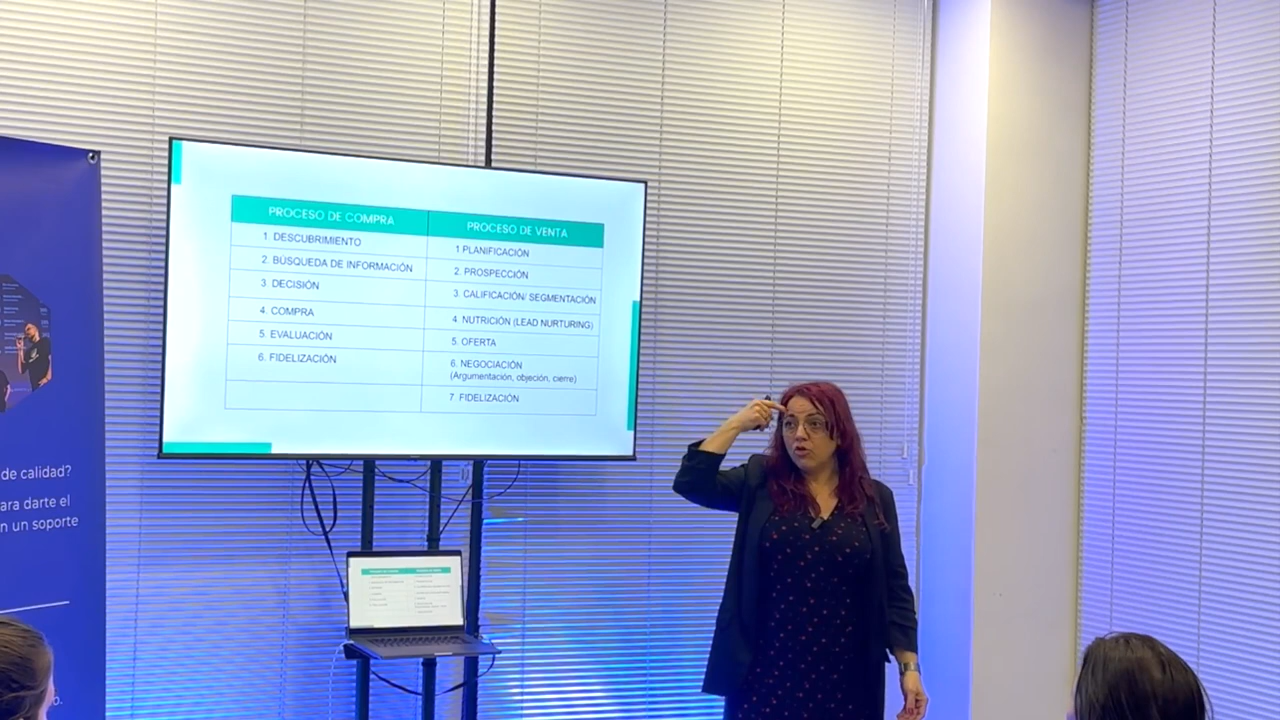 PROCESO DE COMPRA
PROCESO DE VENTA
1. DESCUBRIMIENTO
1 PLANIFICACIÓN
2. BÚSQUEDA DE INFORMACIÓN
2. PROSPECCIÓN
3. DECISIÓN
3. CALIFICACIÓN/ SEGMENTACIÓN
4. COMPRA
4 NUTRICIÓN (LEAD NURTURING)
5. EVALUACIÓN
5. OFERTA
6. FIDELIZACIÓN
6. NEGOCIACIÓN
(Argumentación, objeción, cierre)
7 FIDELIZACIÓN
de calidad?
ara darte el
n un soporte